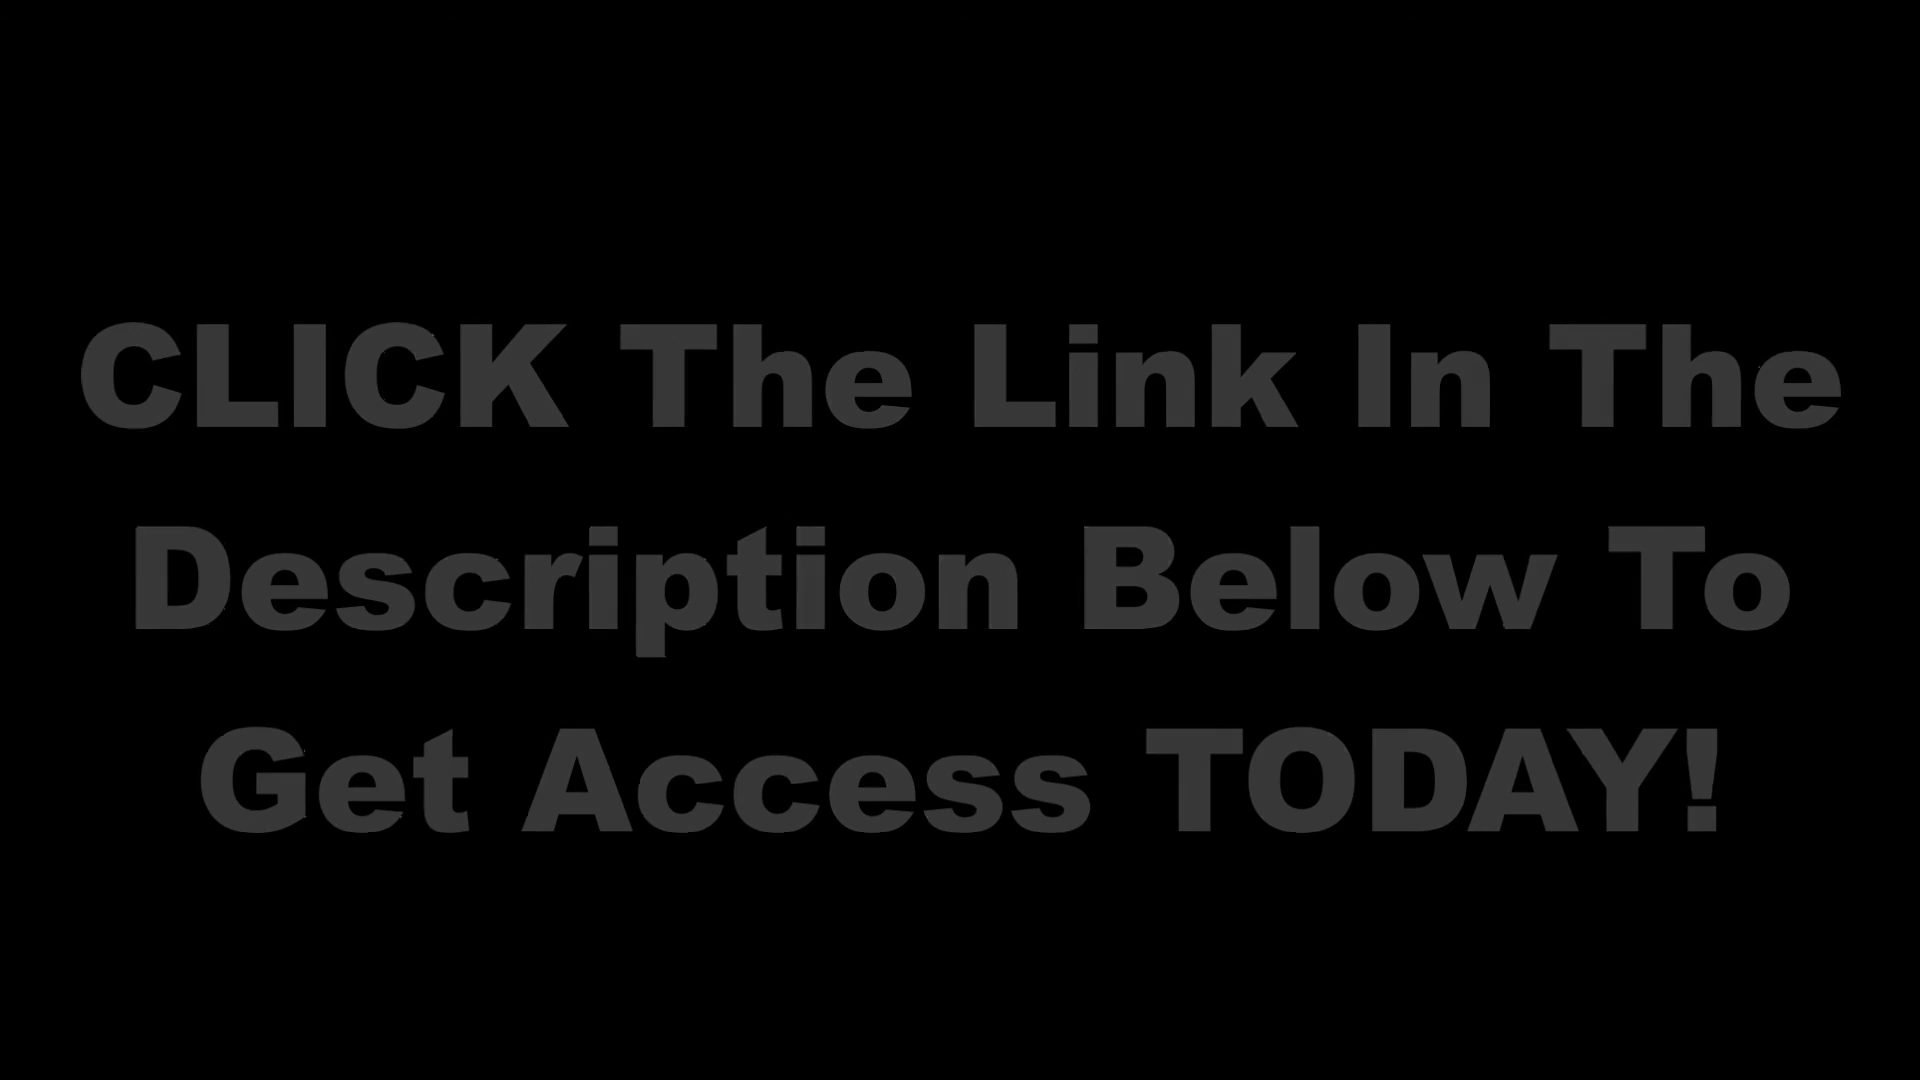 CLICK The Link In The
Description Below To
Get Access TODAY!